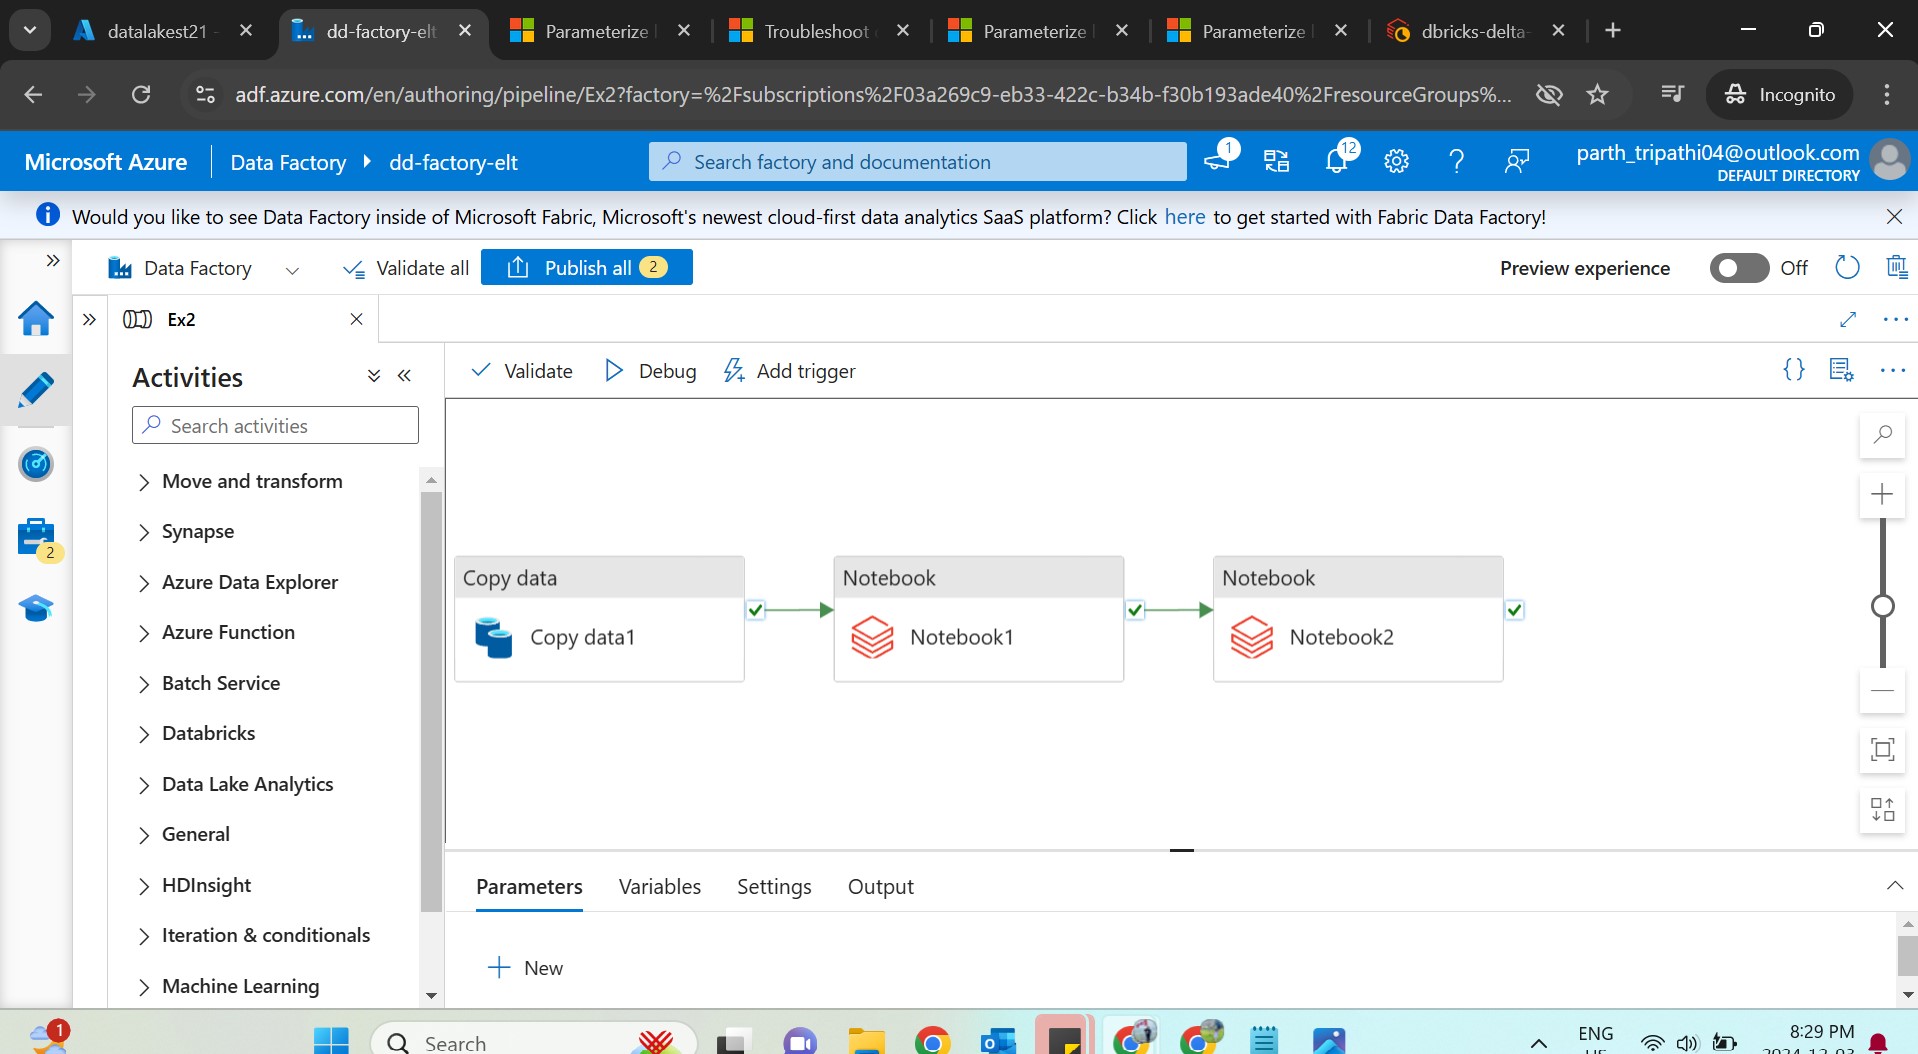 datalakest21 -
dd-factory-elt
Parameterize
Troubleshoot
Parameterize
Parameterize
dbricks-delta-
adf.azure.com/en/authoring/pipeline/Ex2?factory=%2Fsubscriptions%2F03a269c9-eb33-422c-b34b-f30b193ade40%2FresourceGroups%...
Incognito
Microsoft Azure
Data Factory
dd-factory-elt
Search factory and documentation
1
12
parth_tripathi04@outlook.com
DEFAULT DIRECTORY
Would you like to see Data Factory inside of Microsoft Fabric, Microsoft's newest cloud-first data analytics SaaS platform? Click here to get started with Fabric Data Factory!
Data Factory
Validate all
Publish all 2
Preview experience
Off
Ex2
Activities
Validate
Debug
Add trigger
Search activities
Move and transform
Synapse
2
Azure Data Explorer
Azure Function
Batch Service
Databricks
Data Lake Analytics
General
HDInsight
Iteration & conditionals
Machine Learning
Copy data
Copy data1
Notebook
Notebook1
Notebook
Notebook2
Parameters
Variables
Settings
Output
New
1
Search
ENG
8:29 PM